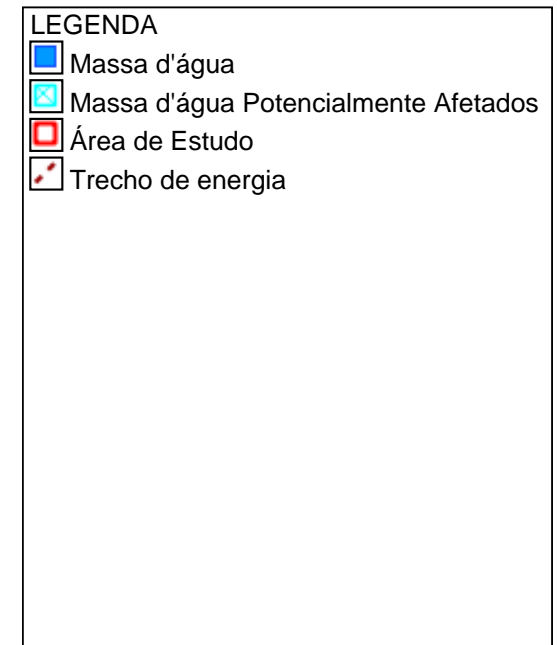 LEGENDA
Massa d'água
Massa d'água Potencialmente Afetados
Área de Estudo
Trecho de energia